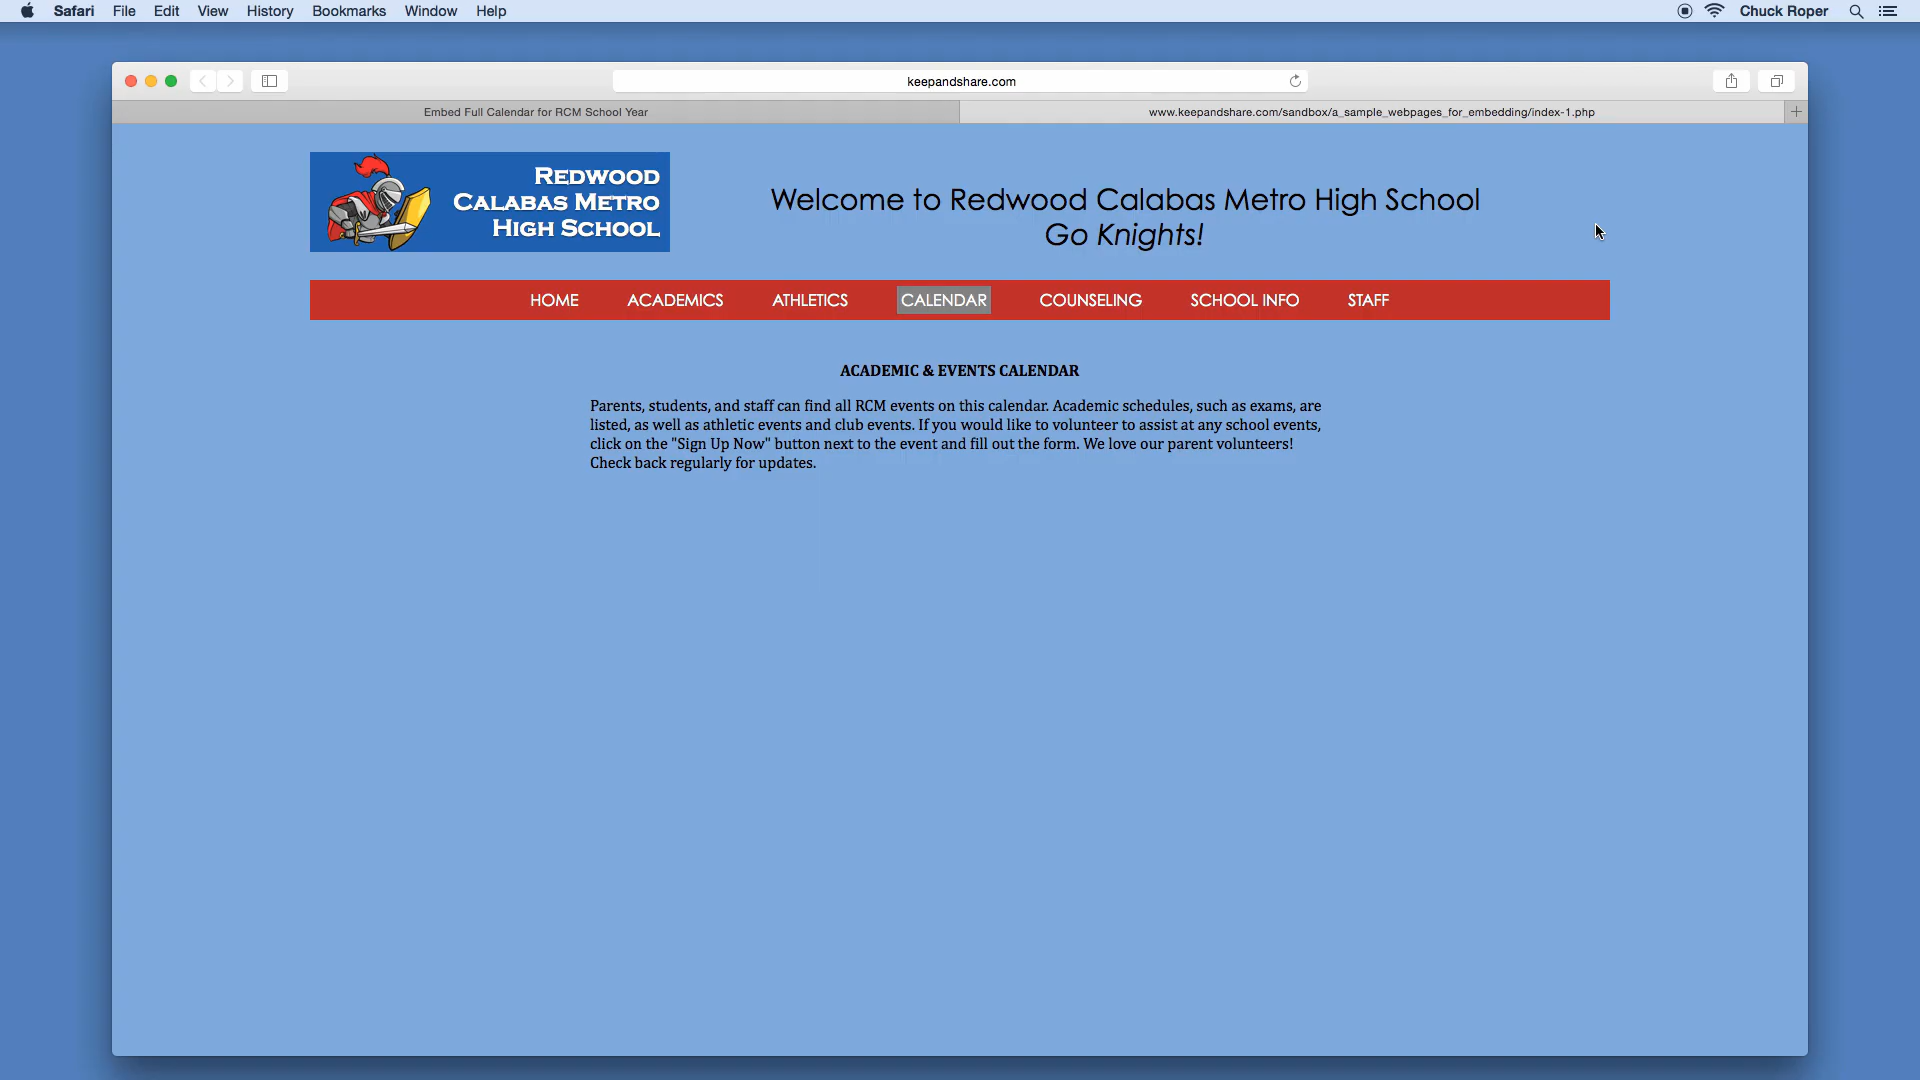 Safari File Edit View History Bookmarks Window Help Chuck Roper
keepandshare.com
Embed Full Calendar for RCM School Year
www.keepandshare.com/sandbox/a_sample_webpages_for_embedding/index-1.php
REDWOOD
CALABAS METRO
HIGH SCHOOL
Welcome to Redwood Calabas Metro High School
Go Knights!
HOME ACADEMICS ATHLETICS CALENDAR COUNSELING SCHOOL INFO STAFF
ACADEMIC & EVENTS CALENDAR
Parents, students, and staff can find all RCM events on this calendar. Academic schedules, such as exams, are
listed, as well as athletic events and club events. If you would like to volunteer to assist at any school events,
click on the "Sign Up Now" button next to the event and fill out the form. We love our parent volunteers!
Check back regularly for updates.